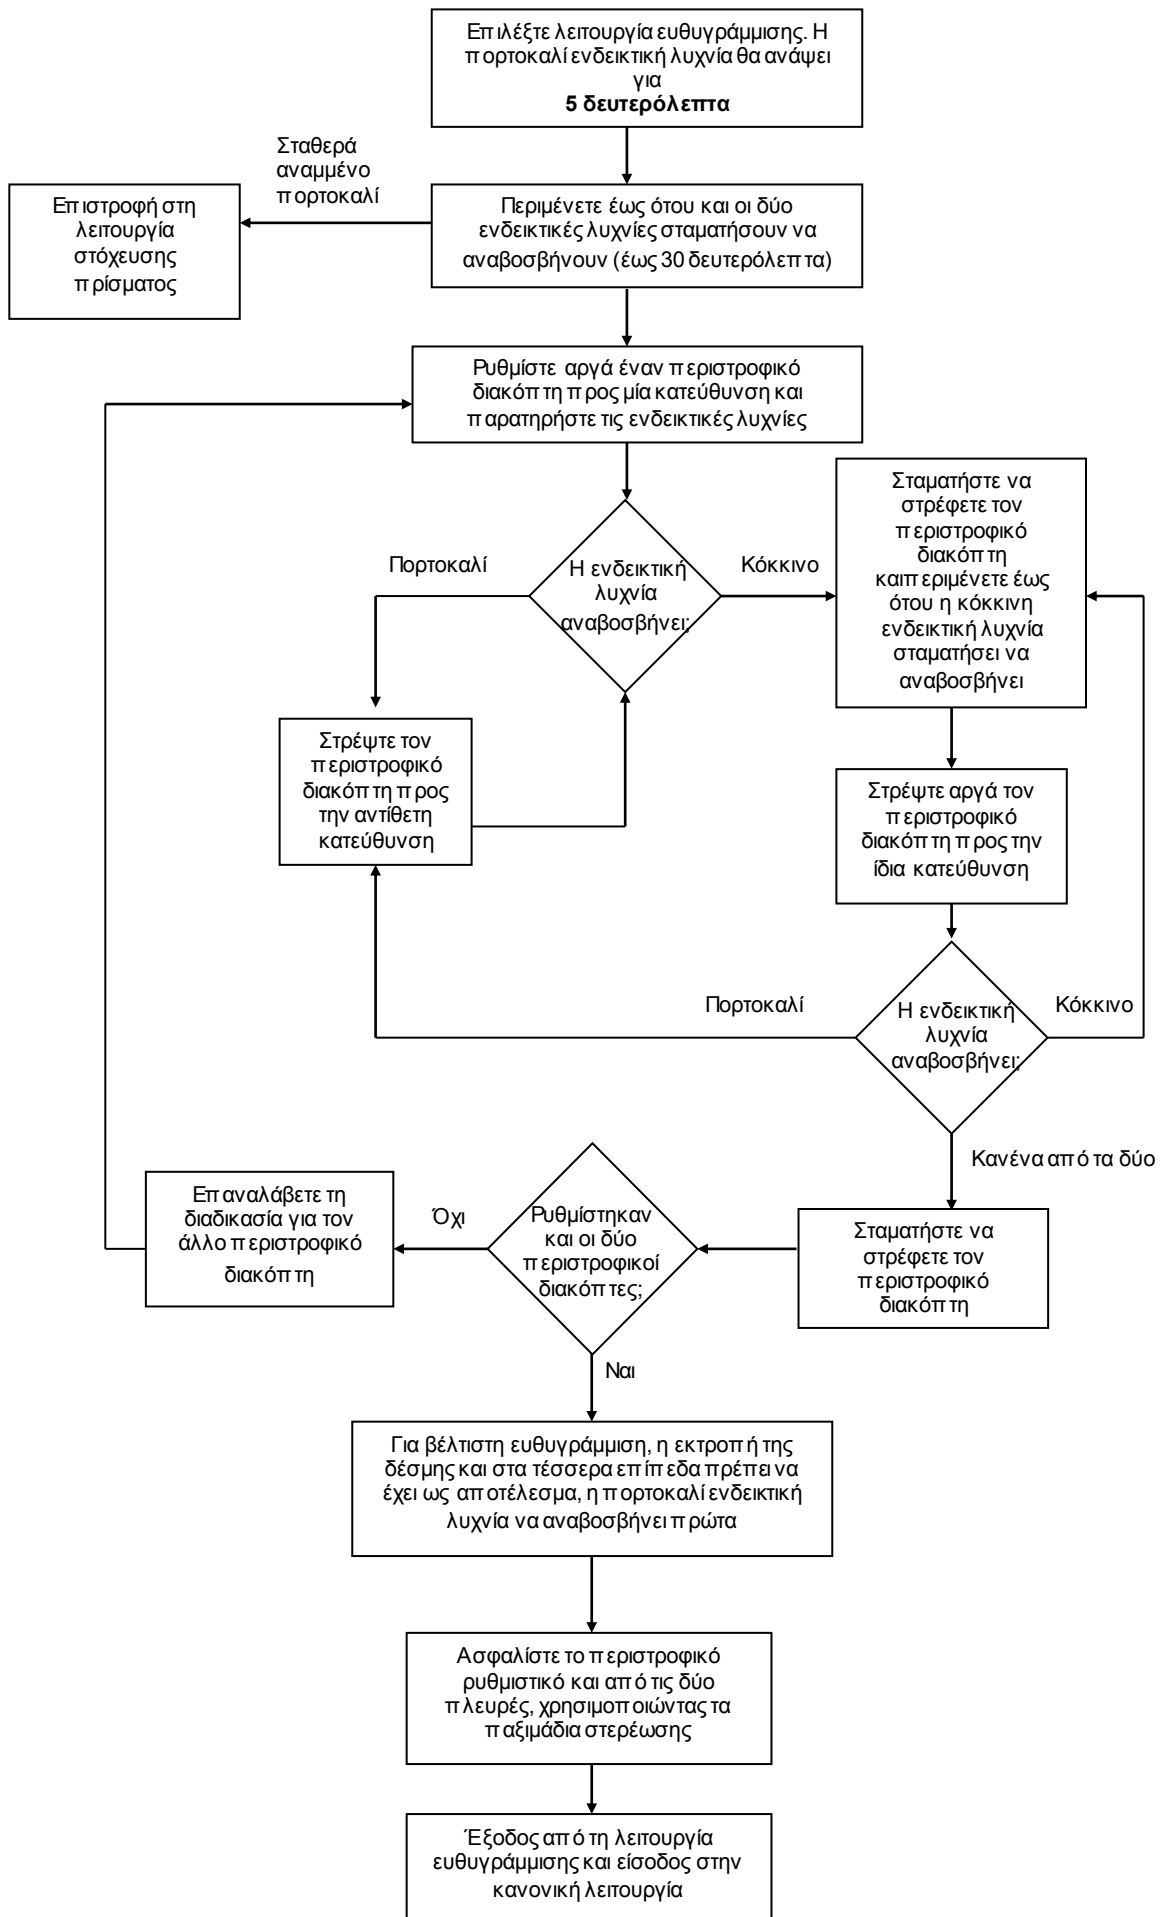 Επιλέξτε λειτουργία ευθυγράμμισης. Η
πορτοκαλί ενδεικτική λυχνία θα ανάψει
για
5 δευτερόλεπτα
Σταθερά
αναμμένο
πορτοκαλί
Επιστροφή στη
λειτουργία
στόχευσης
πρίσματος
Περιμένετε έως ότου και οι δύο
ενδεικτικές λυχνίες σταματήσουν να
αναβοσβήνουν (έως 30 δευτερόλεπτα)
Ρυθμίστε αργά έναν περιστροφικό
διακόπτη προς μία κατεύθυνση και
παρατηρήστε τις ενδεικτικές λυχνίες
Πορτοκαλί
Η ενδεικτική
λυχνία
αναβοσβήνει;
Κόκκινο
Σταματήστε να
στρέφετε τον
περιστροφικό
διακόπτη
καιπεριμένετε έως
ότου η κόκκινη
ενδεικτική λυχνία
σταματήσει να
αναβοσβήνει
Στρέψτε τον
περιστροφικό
διακόπτη προς
την αντίθετη
κατεύθυνση
Στρέψτε αργά τον
περιστροφικό
διακόπτη προς την
ίδια κατεύθυνση
Πορτοκαλί
Η ενδεικτική
λυχνία
αναβοσβήνει;
Κόκκινο
Κανένα από τα δύο
Επαναλάβετε τη
διαδικασία για τον
άλλο περιστροφικό
διακόπτη
Όχι
Ρυθμίστηκαν
και οι δύο
περιστροφικοί
διακόπτες;
Σταματήστε να
στρέφετε τον
περιστροφικό
διακόπτη
Ναι
Για βέλτιστη ευθυγράμμιση, η εκτροπή της
δέσμης και στα τέσσερα επίπεδα πρέπει να
έχει ως αποτέλεσμα, η πορτοκαλί ενδεικτική
λυχνία να αναβοσβήνει πρώτα
Ασφαλίστε το περιστροφικό
ρυθμιστικό και από τις δύο
πλευρές, χρησιμοποιώντας τα
παξιμάδια στερέωσης
Έξοδος από τη λειτουργία
ευθυγράμμισης και είσοδος στην
κανονική λειτουργία